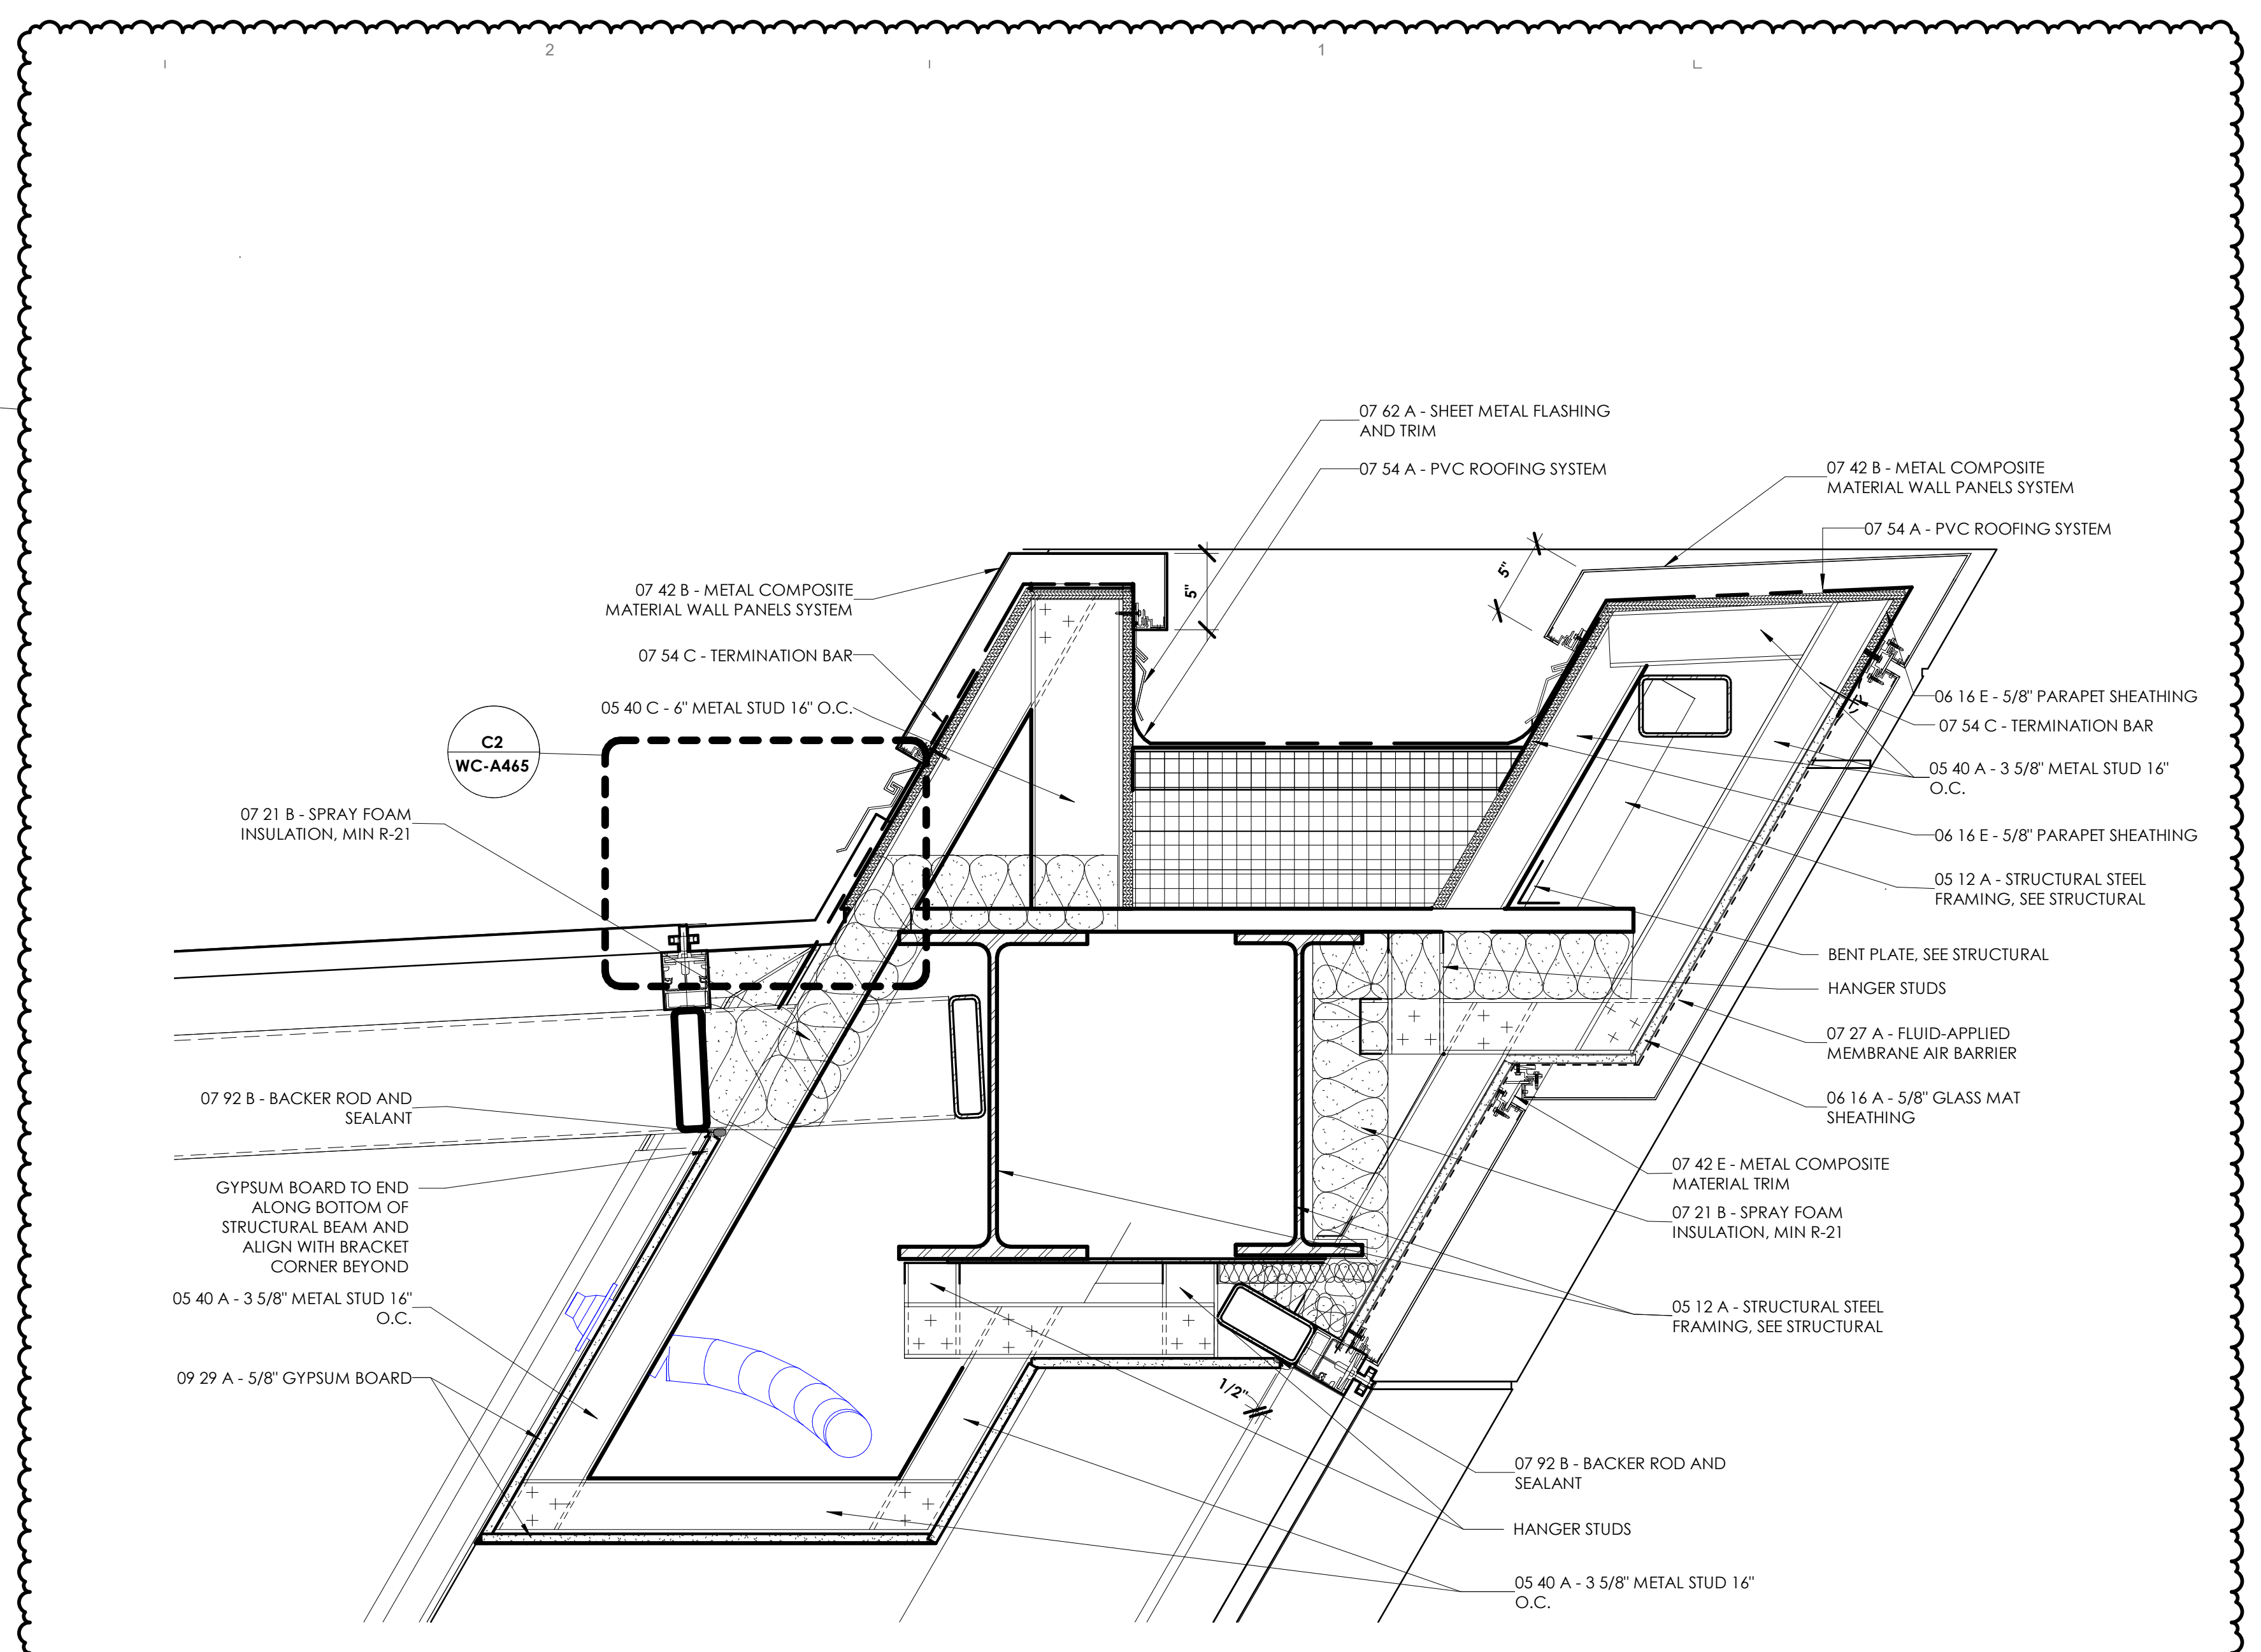 2
1
07 62 A - SHEET METAL FLASHING
AND TRIM
07 54 A - PVC ROOFING SYSTEM
07 42 B - METAL COMPOSITE
MATERIAL WALL PANELS SYSTEM
07 54 A - PVC ROOFING SYSTEM
5"
5"
07 42 B - METAL COMPOSITE
MATERIAL WALL PANELS SYSTEM
07 54 C - TERMINATION BAR
05 40 C - 6" METAL STUD 16" O.C.
C2
WC-A465
07 21 B - SPRAY FOAM
INSULATION, MIN R-21
07 92 B - BACKER ROD AND
SEALANT
GYPSUM BOARD TO END
ALONG BOTTOM OF
STRUCTURAL BEAM AND
ALIGN WITH BRACKET
CORNER BEYOND
05 40 A - 3 5/8" METAL STUD 16"
O.C.
09 29 A - 5/8" GYPSUM BOARD
06 16 E - 5/8" PARAPET SHEATHING
07 54 C - TERMINATION BAR
05 40 A - 3 5/8" METAL STUD 16"
O.C.
06 16 E - 5/8" PARAPET SHEATHING
05 12 A - STRUCTURAL STEEL
FRAMING, SEE STRUCTURAL
BENT PLATE, SEE STRUCTURAL
HANGER STUDS
07 27 A - FLUID-APPLIED
MEMBRANE AIR BARRIER
06 16 A - 5/8" GLASS MAT
SHEATHING
07 42 E - METAL COMPOSITE
MATERIAL TRIM
07 21 B - SPRAY FOAM
INSULATION, MIN R-21
05 12 A - STRUCTURAL STEEL
FRAMING, SEE STRUCTURAL
1/2"
07 92 B - BACKER ROD AND
SEALANT
HANGER STUDS
05 40 A - 3 5/8" METAL STUD 16"
O.C.